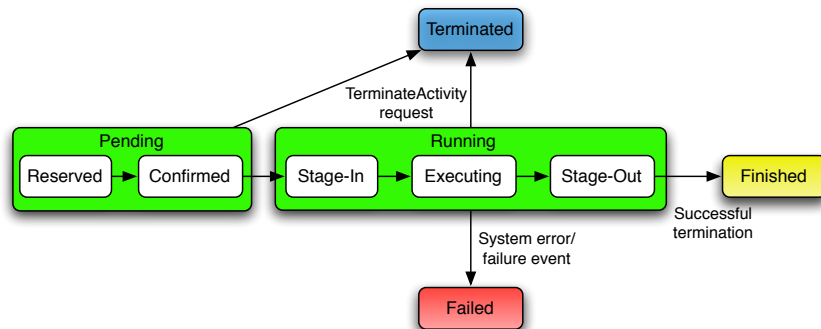 Terminated
TerminateActivity
request
Pending
Running
Reserved
Confirmed
Stage-In
Executing
Stage-Out
Finished
Successful
termination
System error/
failure event
Failed